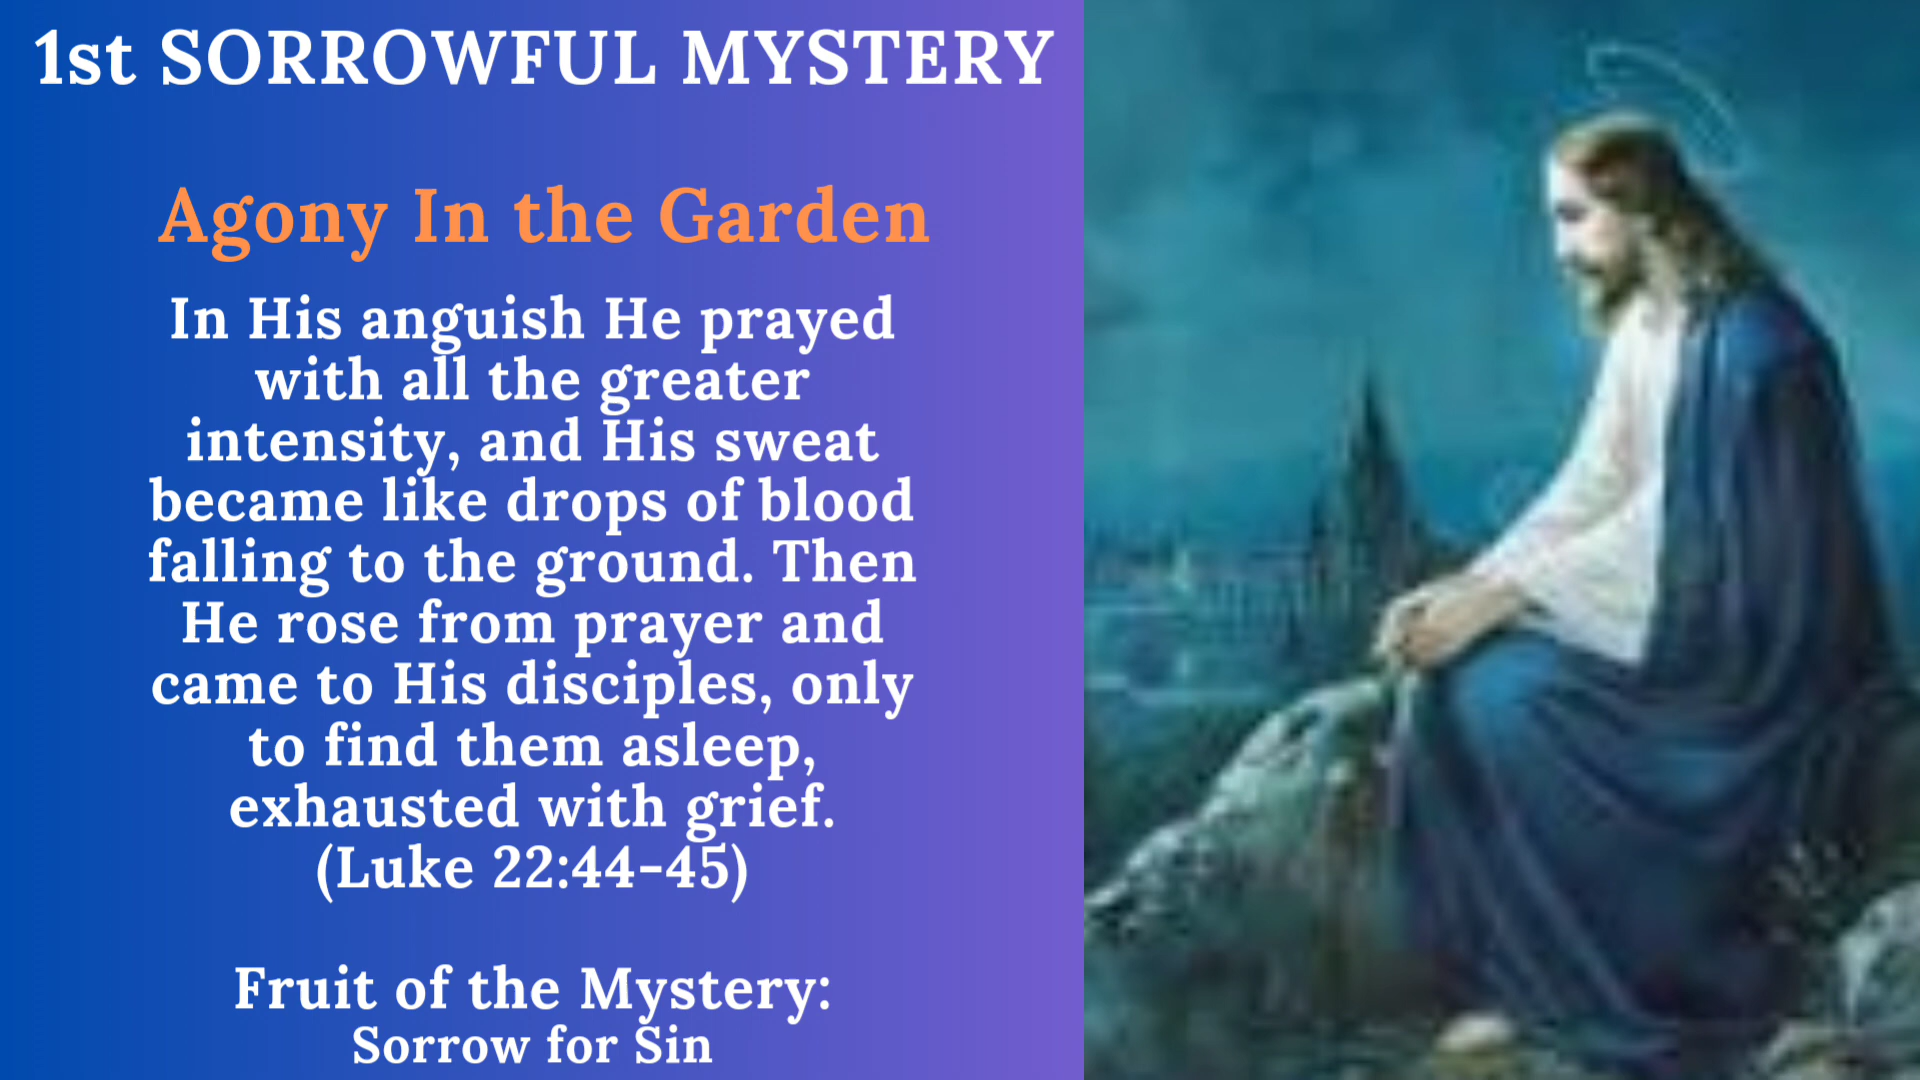 1st SORROWFUL MYSTERY
Agony In the Garden
In His anguish He prayed
with all the greater
intensity, and His sweat
became like drops of blood
falling to the ground. Then
He rose from prayer and
came to His disciples, only
to find them asleep,
exhausted with grief.
(Luke 22:44-45)
Fruit of the Mystery:
Sorrow for Sin